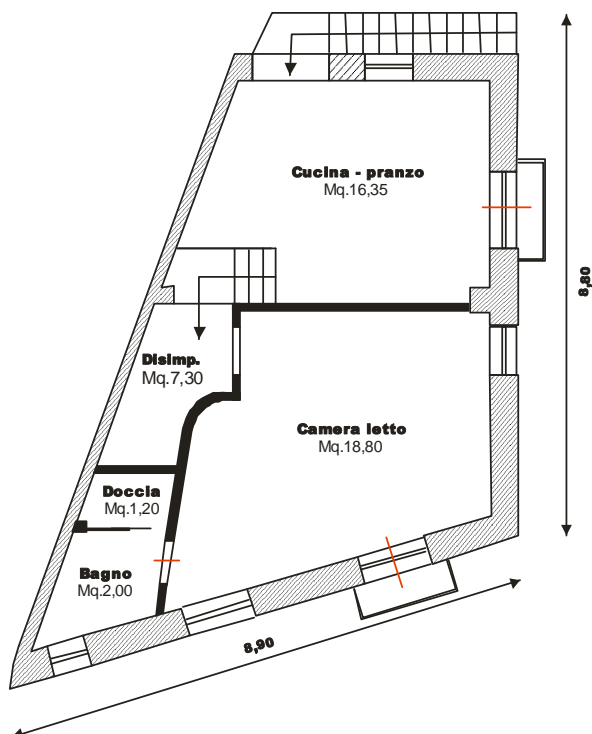 Cucina - pranzo
Mq.16,35
8,80
Disimp.
Mq.7,30
Camera letto
Mq.18,80
Doccia
Mq.1,20
Bagno
Mq.2,00
8,90